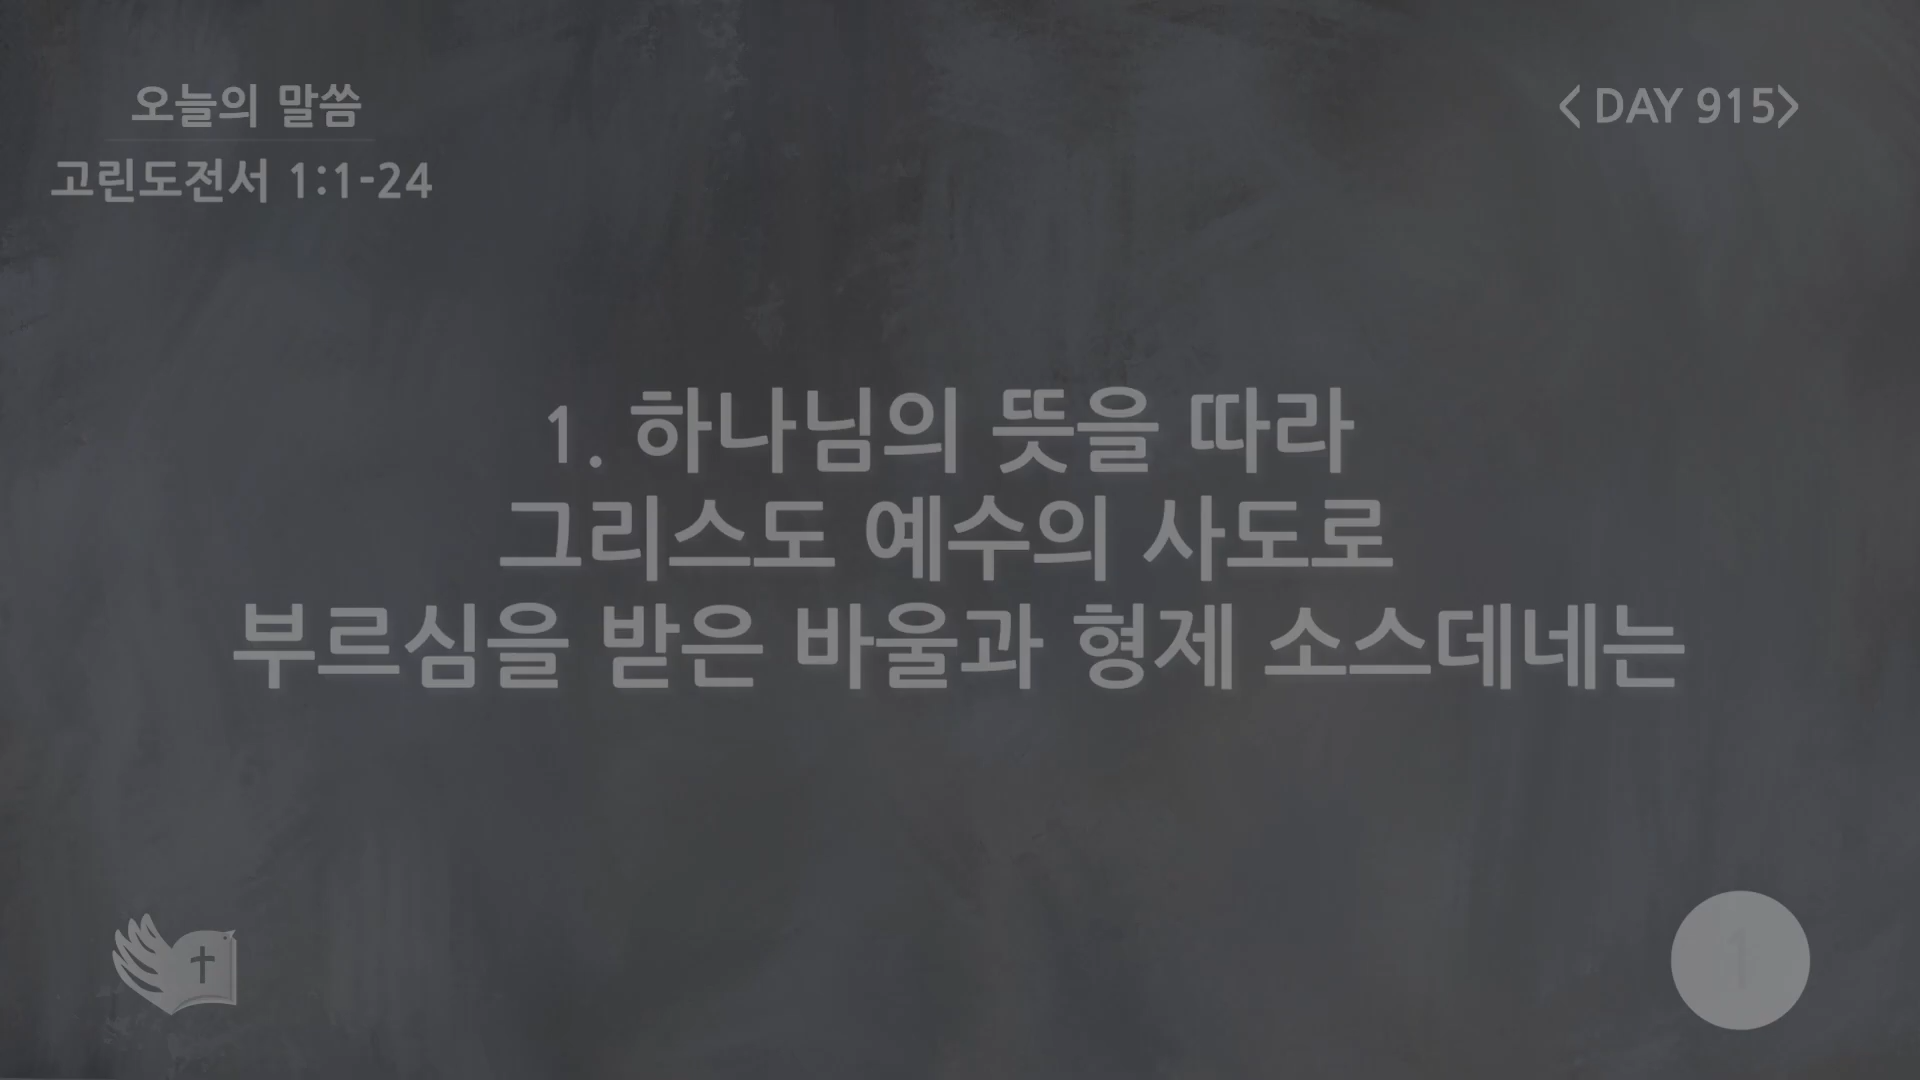 오늘의 말씀
고린도전서 1:1-24
< DAY 915>
1. 하나님의 뜻을 따라
그리스도 예수의 사도로
부르심을 받은 바울과 형제 소스데네는
1